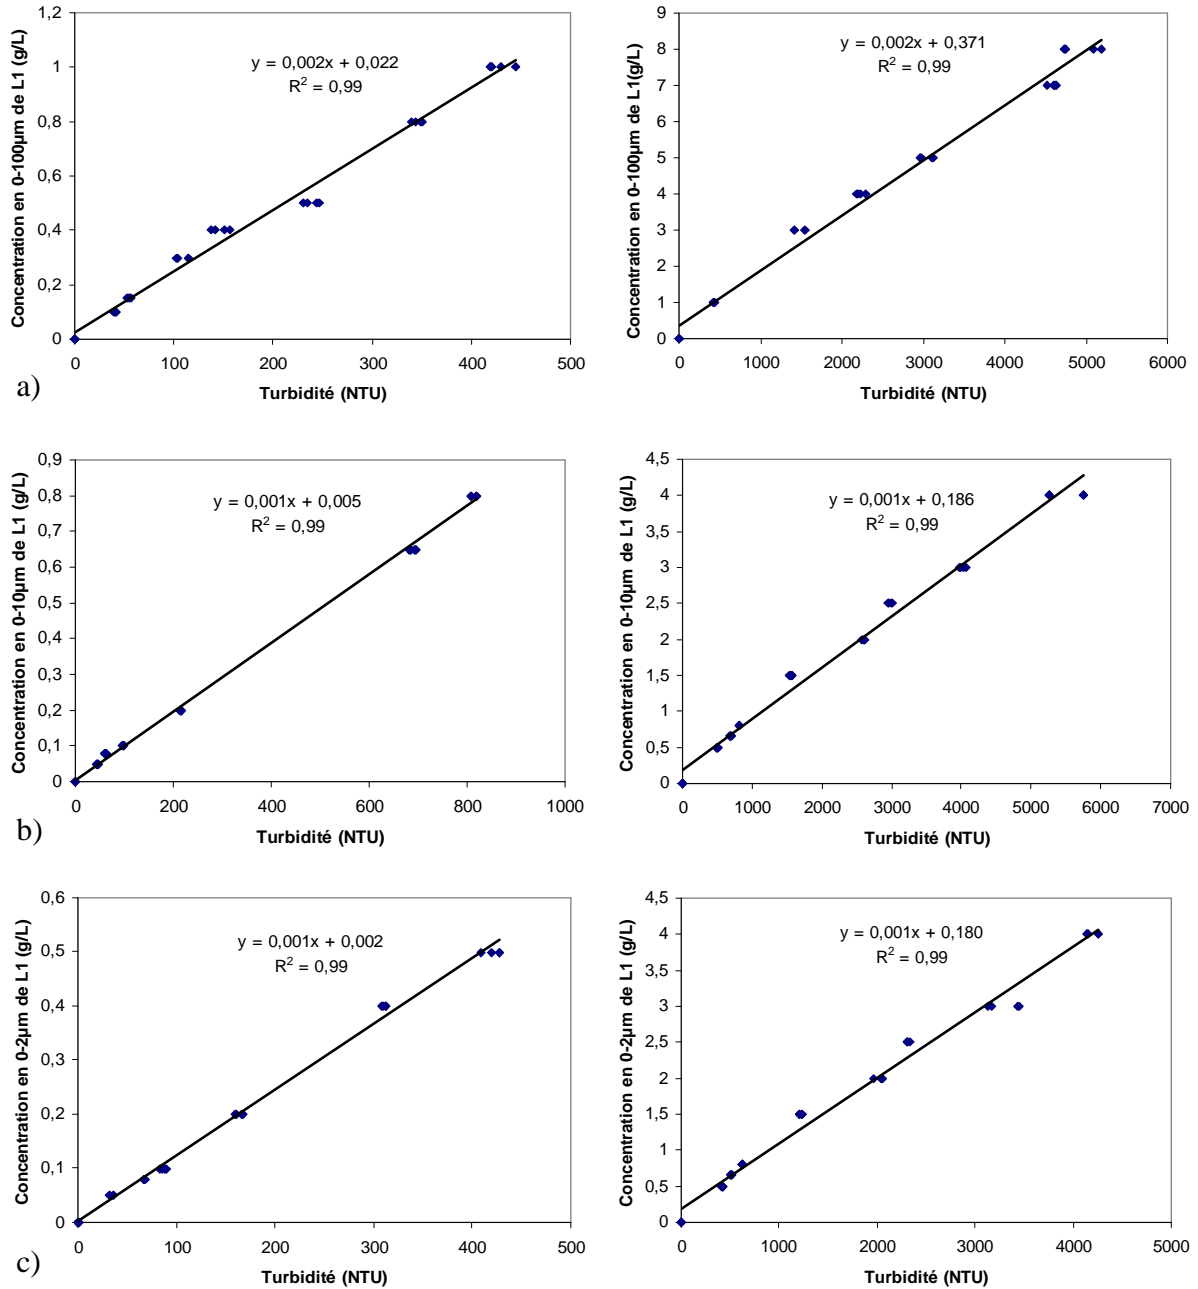 1,2
1
0,8
0,6
0,4
0,2
0
0 100 200 300 400 500
Concentration en 0-100µm de L1 (g/L)
y = 0,002x + 0,022
R² = 0,99
Turbidité (NTU)
9
8
7
6
5
4
3
2
1
0
0 1000 2000 3000 4000 5000 6000
Concentration en 0-100µm de L1(g/L)
y = 0,002x + 0,371
R² = 0,99
Turbidité (NTU)
a)
0,9
0,8
0,7
0,6
0,5
0,4
0,3
0,2
0,1
0
0 200 400 600 800 1000
Concentration en 0-10µm de L1 (g/L)
y = 0,001x + 0,005
R² = 0,99
Turbidité (NTU)
4,5
4
3,5
3
2,5
2
1,5
1
0,5
0
0 1000 2000 3000 4000 5000 6000 7000
Concentration en 0-10µm de L1 (g/L)
y = 0,001x + 0,186
R² = 0,99
Turbidité (NTU)
b)
0,6
0,5
0,4
0,3
0,2
0,1
0
0 100 200 300 400 500
Concentration en 0-2µm de L1 (g/L)
y = 0,001x + 0,002
R² = 0,99
Turbidité (NTU)
4,5
4
3,5
3
2,5
2
1,5
1
0,5
0
0 1000 2000 3000 4000 5000
Concentration en 0-2µm de L1 (g/L)
y = 0,001x + 0,180
R² = 0,99
Turbidité (NTU)
c)